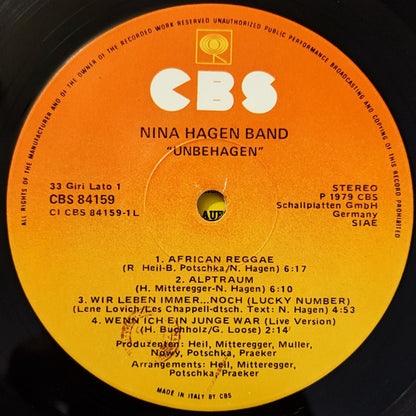 ALL RIGHTS OF THE MANUFACTURER AND OF THE OWNER OF THE RECORDED WORK RESERVED UNAUTHORIZED PUBLIC PERFORMANCE BROADCASTING AND COPYING OF THIS RECORD PROHIBITED
CBS
NINA HAGEN BAND
"UNBEHAGEN"
33 Giri Lato 1
CBS 84159
CI CBS 84159-1L
STEREO
P 1979 CBS
Schallplatten GmbH
Germany
SIAE
AUF
1. AFRICAN REGGAE
(R. Heil-B. Potschka/N. Hagen) 6:17
2. ALPTRAUM
(H. Mitteregger-N. Hagen) 6:10
3. WIR LEBEN IMMER...NOCH (LUCKY NUMBER)
(Lene Lovich/Les Chappell-dtsch. Text: N. Hagen) 4:53
4. WENN ICH EIN JUNGE WAR (Live Version)
(H. Buchholz/G. Loose) 2:14
Produzenten: Heil, Mitteregger, Muller,
Nowy, Potschka, Praeker
Arrangements: Heil, Mitteregger,
Potschka, Praeker
MADE IN ITALY BY CBS